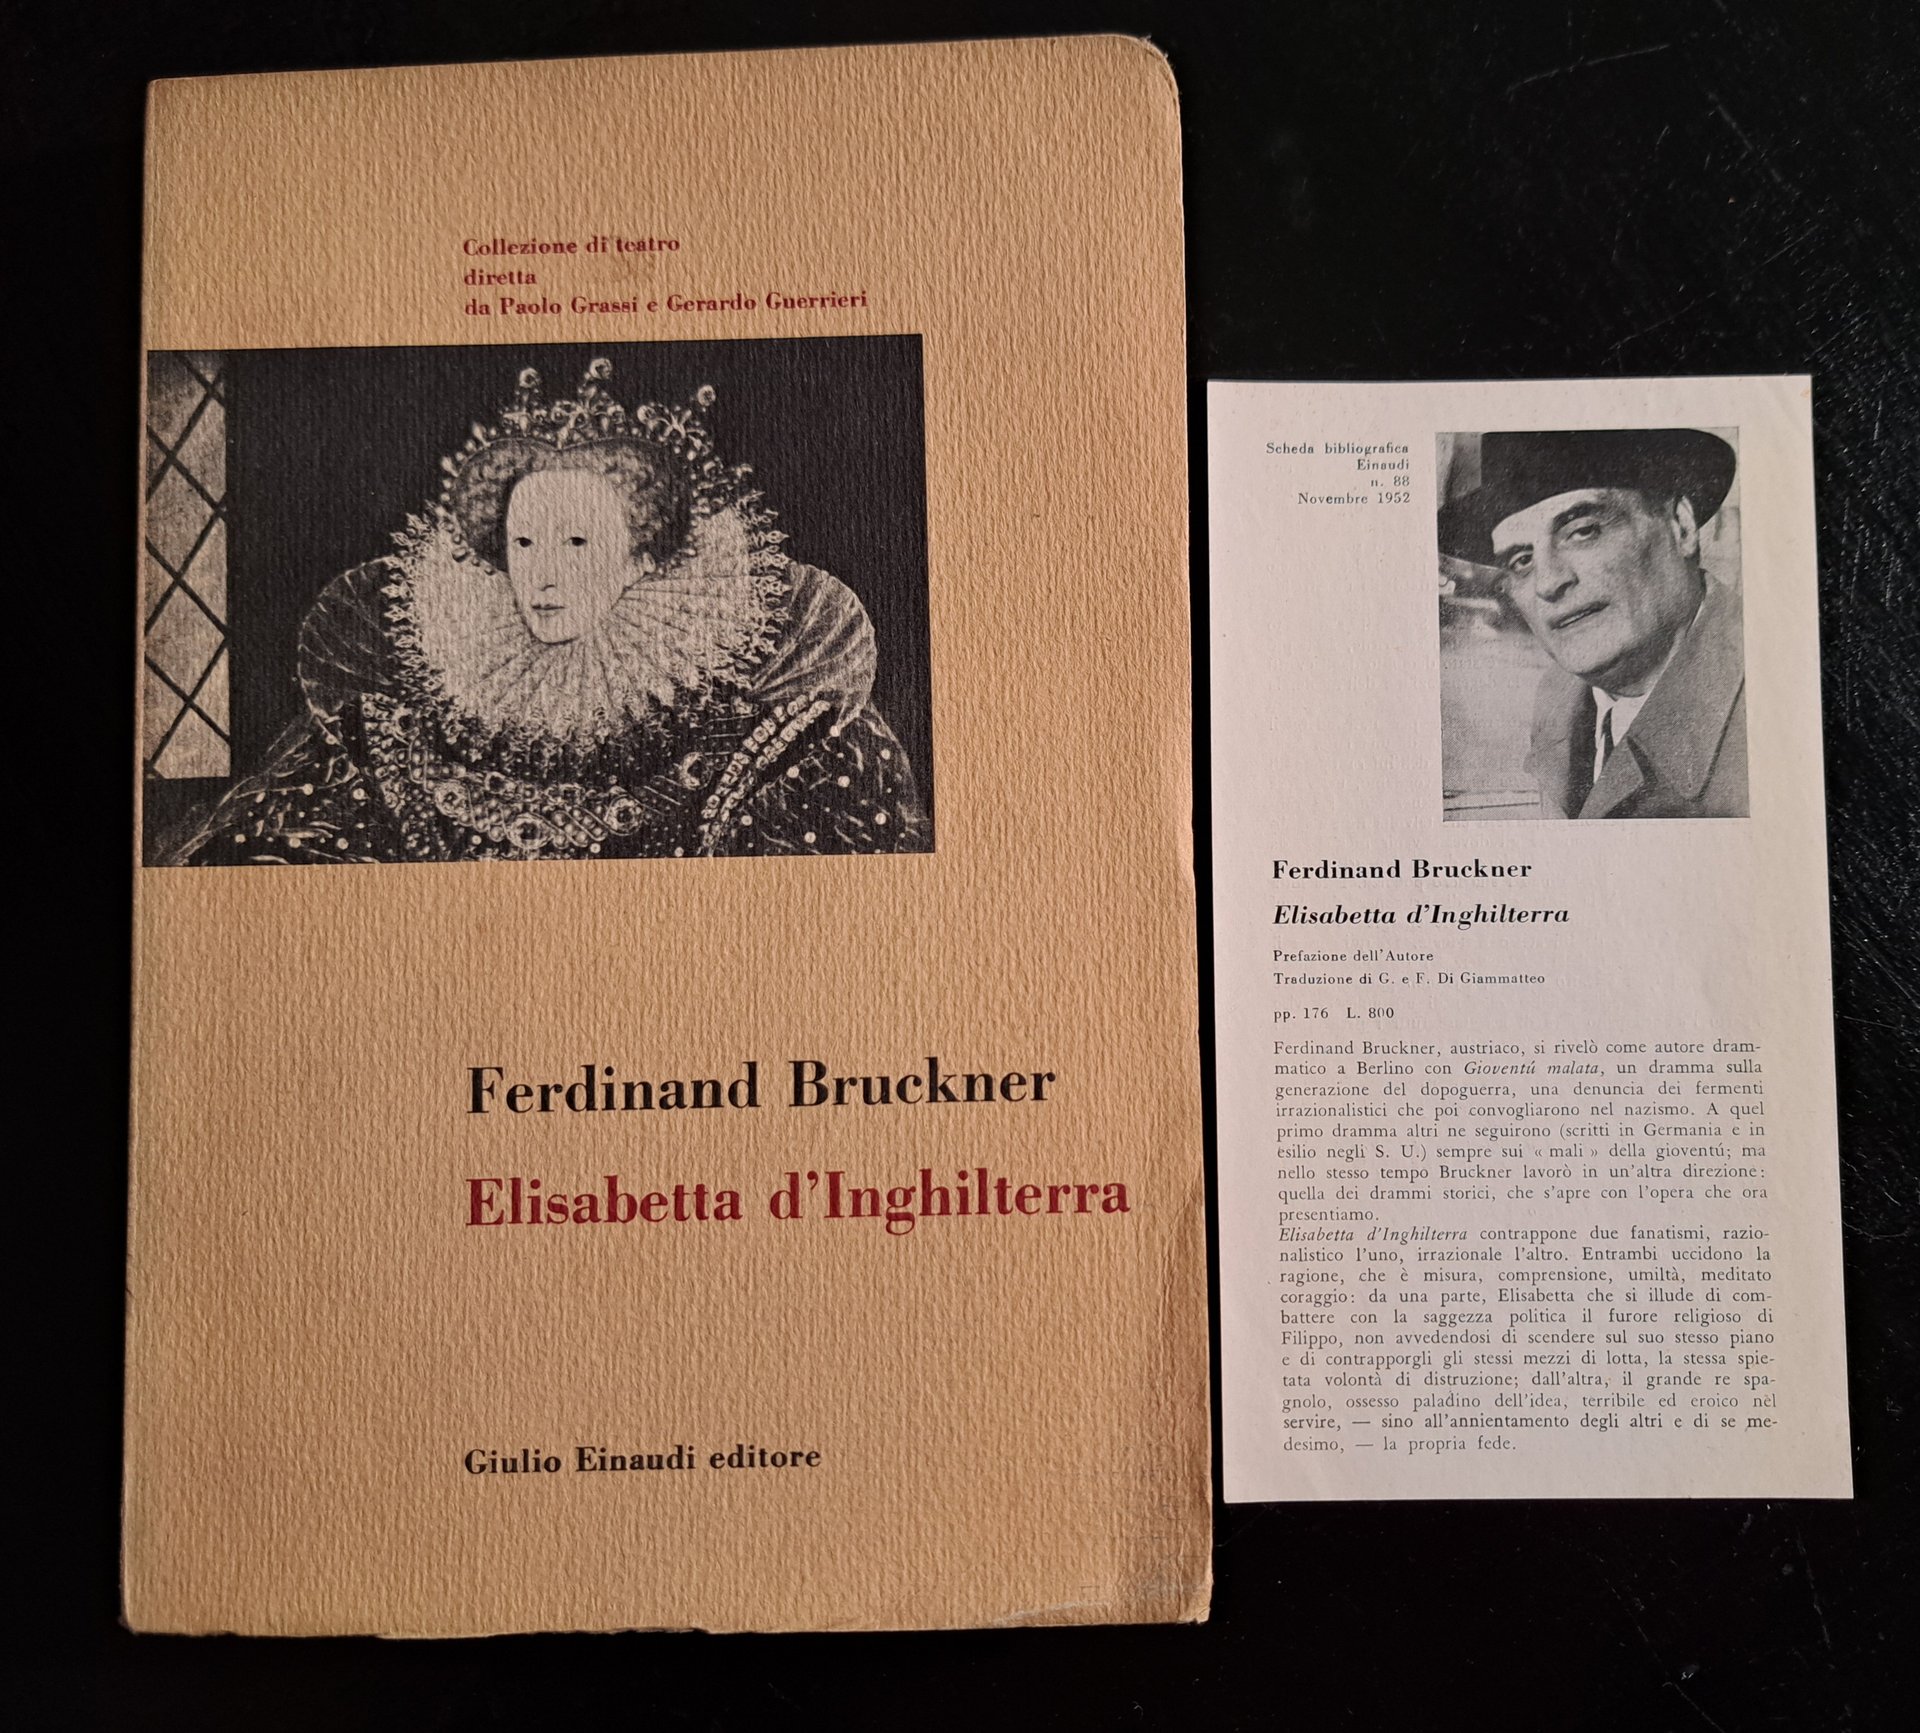 Collezione di teatro
diretta
da Paolo Grassi e Gerardo Guerrieri
Ferdinand Bruckner
Elisabetta d'Inghilterra
Giulio Einaudi editore
Scheda bibliografica
Einaudi
n. 88
Novembre 1952
Ferdinand Bruckner
Elisabetta d'Inghilterra
Prefazione dell'Autore
Traduzione di G. e F. Di Giammatteo
pp. 176 L. 800
Ferdinand Bruckner, austriaco, si rivelò come autore dram-
matico a Berlino con Gioventú malata, un dramma sulla
generazione del dopoguerra, una denuncia dei fermenti
irrazionalistici che poi convogliarono nel nazismo. A quel
primo dramma altri ne seguirono (scritti in Germania e in
esilio negli S. U.) sempre sui « mali » della gioventú; ma
nello stesso tempo Bruckner lavorò in un'altra direzione:
quella dei drammi storici, che s'apre con l'opera che ora
presentiamo.
Elisabetta d'Inghilterra contrappone due fanatismi, razio-
nalistico l'uno, irrazionale l'altro. Entrambi uccidono la
ragione, che è misura, comprensione, umiltà, meditato
coraggio: da una parte, Elisabetta che si illude di com-
battere con la saggezza politica il furore religioso di
Filippo, non avvedendosi di scendere sul suo stesso piano
e di contrapporgli gli stessi mezzi di lotta, la stessa spie-
tata volontà di distruzione; dall'altra, il grande re spa-
gnolo, ossesso paladino dell'idea, terribile ed eroico nel
servire, — sino all'annientamento degli altri e di se me-
desimo, — la propria fede.